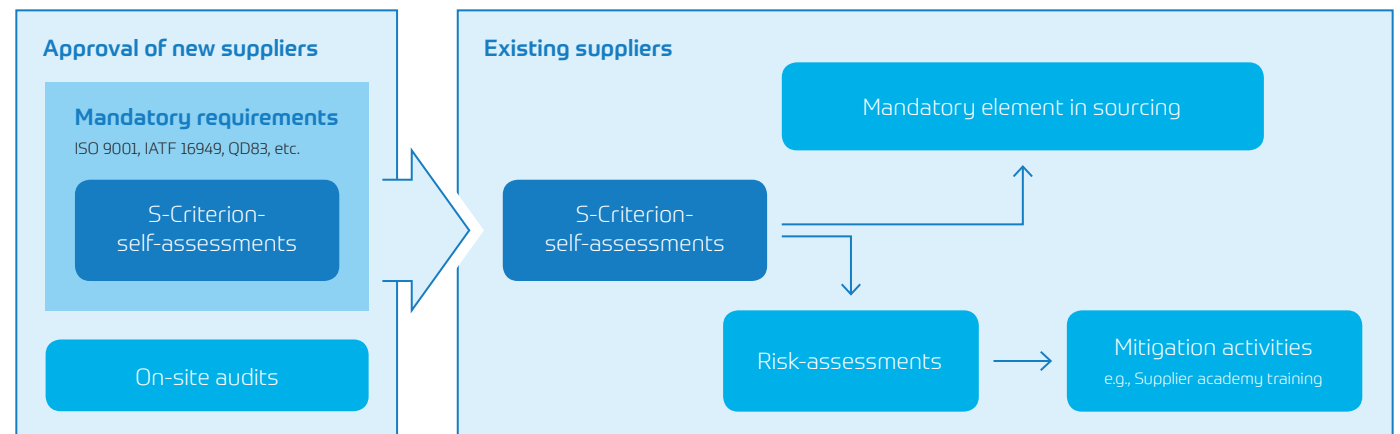 Approval of new suppliers
Mandatory requirements
ISO 9001, IATF 16949, QD83, etc.
S-Criterion-
self-assessments
On-site audits
Existing suppliers
Mandatory element in sourcing
S-Criterion-
self-assessments
Risk-assessments
Mitigation activities
e.g., Supplier academy training